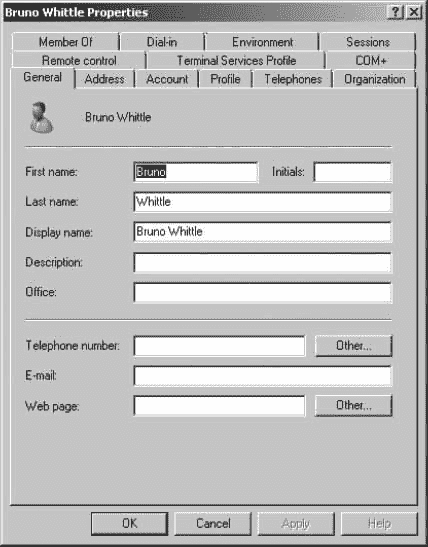 Bruno Whittle Properties
Member Of Dial-in Environment Sessions
Remote control Terminal Services Profile COM+
General Address Account Profile Telephones Organization
Bruno Whittle
First name: Bruno Initials:
Last name: Whittle
Display name: Bruno Whittle
Description:
Office:
Telephone number: Other...
E-mail:
Web page: Other...
OK Cancel Apply Help